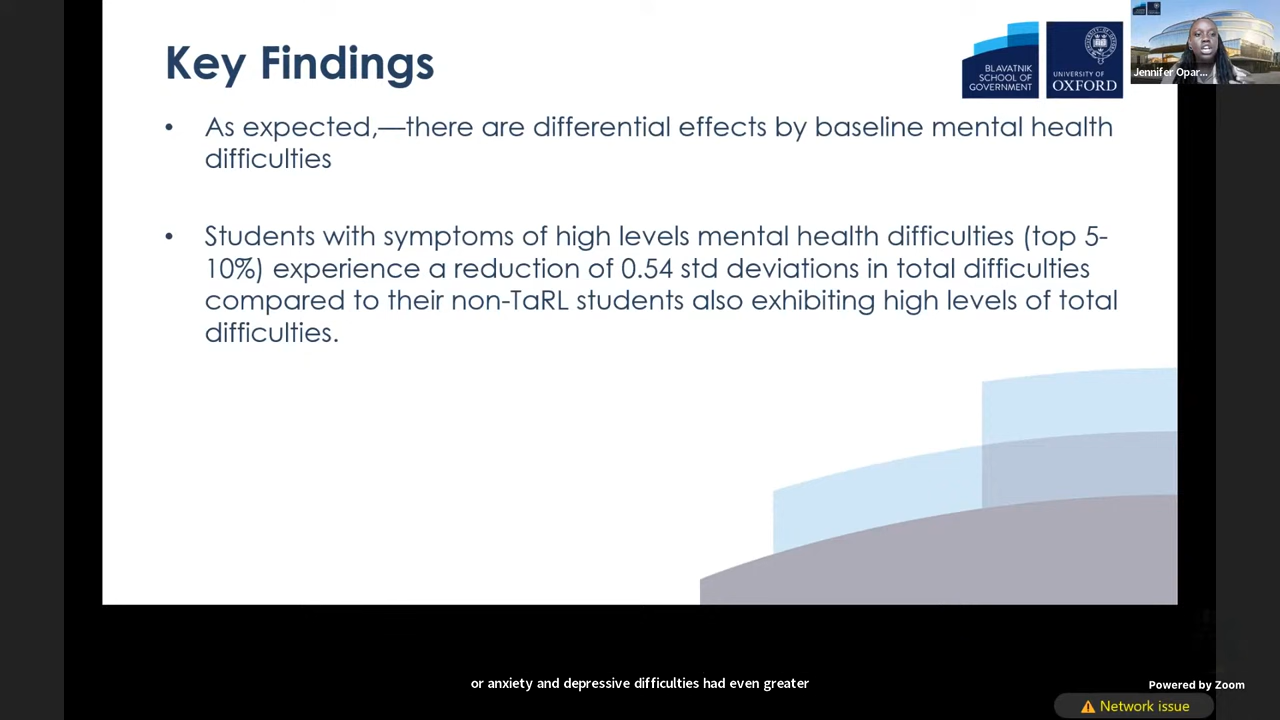 Key Findings
BLAVATNIK
SCHOOL OF
GOVERNMENT
UNIVERSITY OF
OXFORD
Jennifer Opar...
• As expected,—there are differential effects by baseline mental health
difficulties
• Students with symptoms of high levels mental health difficulties (top 5-
10%) experience a reduction of 0.54 std deviations in total difficulties
compared to their non-TaRL students also exhibiting high levels of total
difficulties.
or anxiety and depressive difficulties had even greater
Powered by Zoom
Network issue